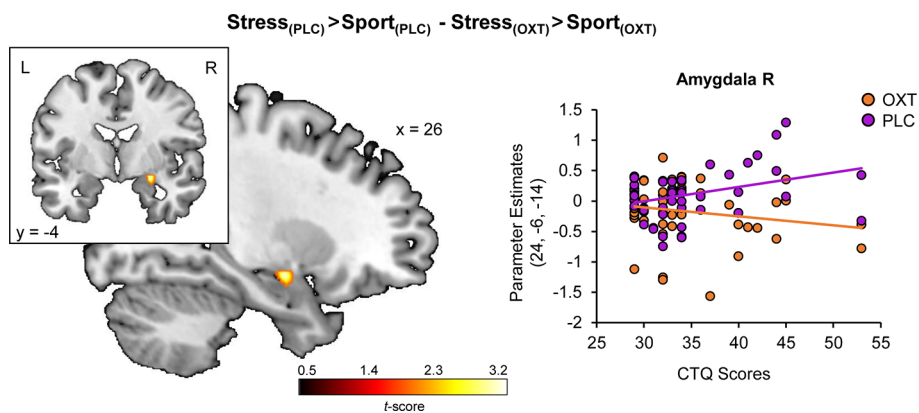 Stress(PLC)>Sport(PLC) - Stress(OXT)>Sport(OXT)
L R
y = -4
x = 26
0.5 1.4 2.3 3.2
t-score
Amygdala R
OXT
PLC
1.5
1
0.5
0
-0.5
-1
-1.5
-2
Parameter Estimates
(24, -6, -14)
25 30 35 40 45 50 55
CTQ Scores